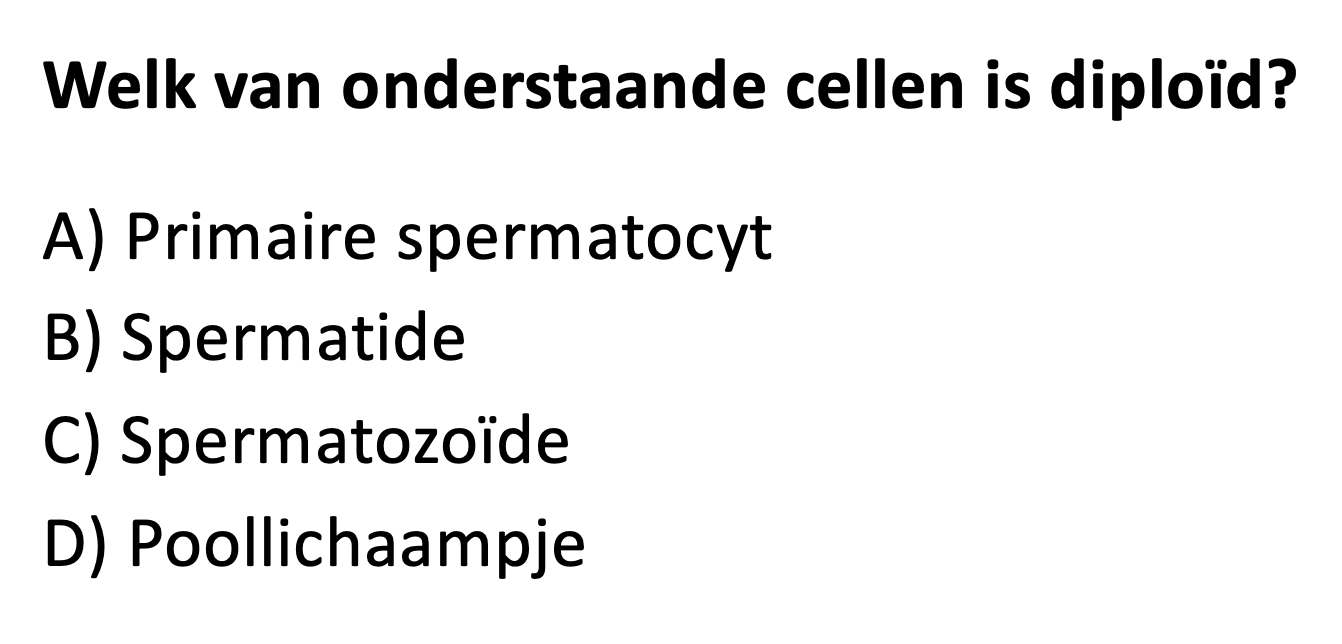 Welk van onderstaande cellen is diploïd?
A) Primaire spermatocyt
B) Spermatide
C) Spermatozoïde
D) Poollichaampje